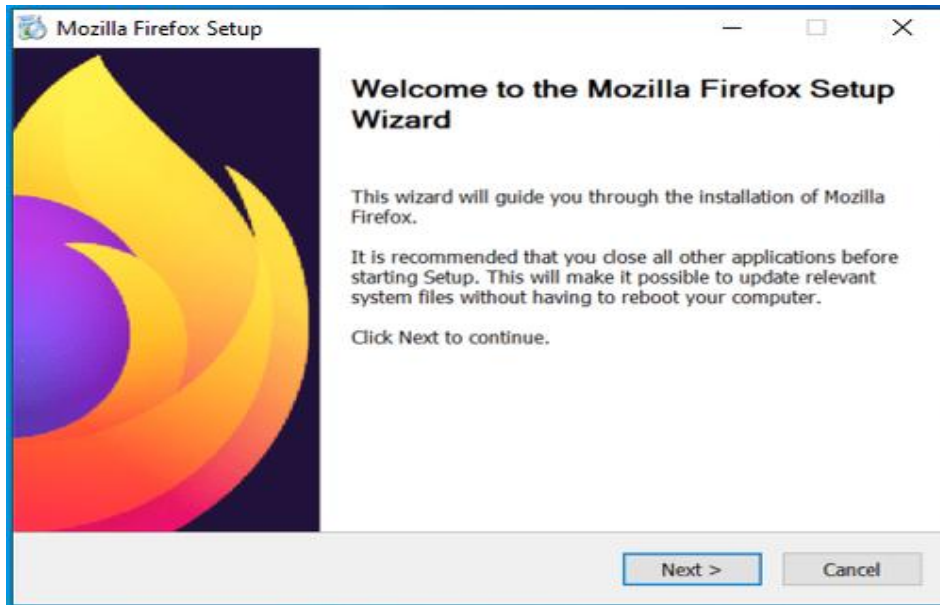 Mozilla Firefox Setup
Welcome to the Mozilla Firefox Setup
Wizard
This wizard will guide you through the installation of Mozilla
Firefox.
It is recommended that you close all other applications before
starting Setup. This will make it possible to update relevant
system files without having to reboot your computer.
Click Next to continue.
Next >
Cancel